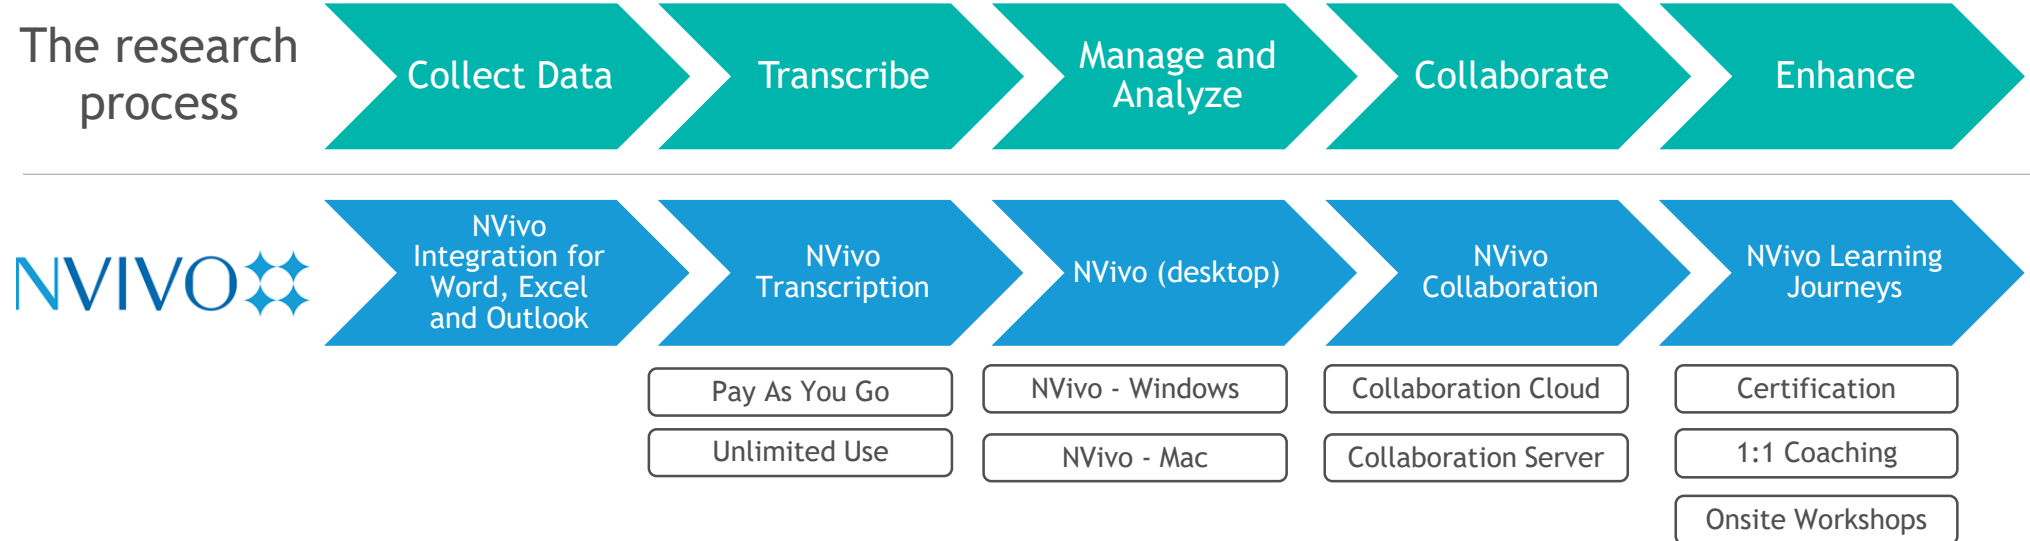 The research
process
Collect Data
Transcribe
Manage and
Analyze
Collaborate
Enhance
NVIVO
NVivo
Integration for
Word, Excel
and Outlook
NVivo
Transcription
NVivo (desktop)
NVivo
Collaboration
NVivo Learning
Journeys
Pay As You Go
Unlimited Use
NVivo - Windows
NVivo - Mac
Collaboration Cloud
Collaboration Server
Certification
1:1 Coaching
Onsite Workshops